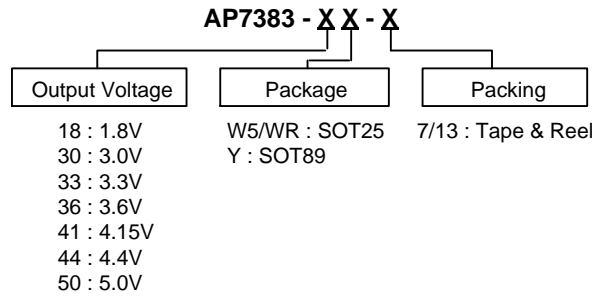 AP7383 - X X - X
Output Voltage
Package
Packing
18 : 1.8V
30 : 3.0V
33 : 3.3V
36 : 3.6V
41 : 4.15V
44 : 4.4V
50 : 5.0V
W5/WR : SOT25
Y : SOT89
7/13 : Tape & Reel